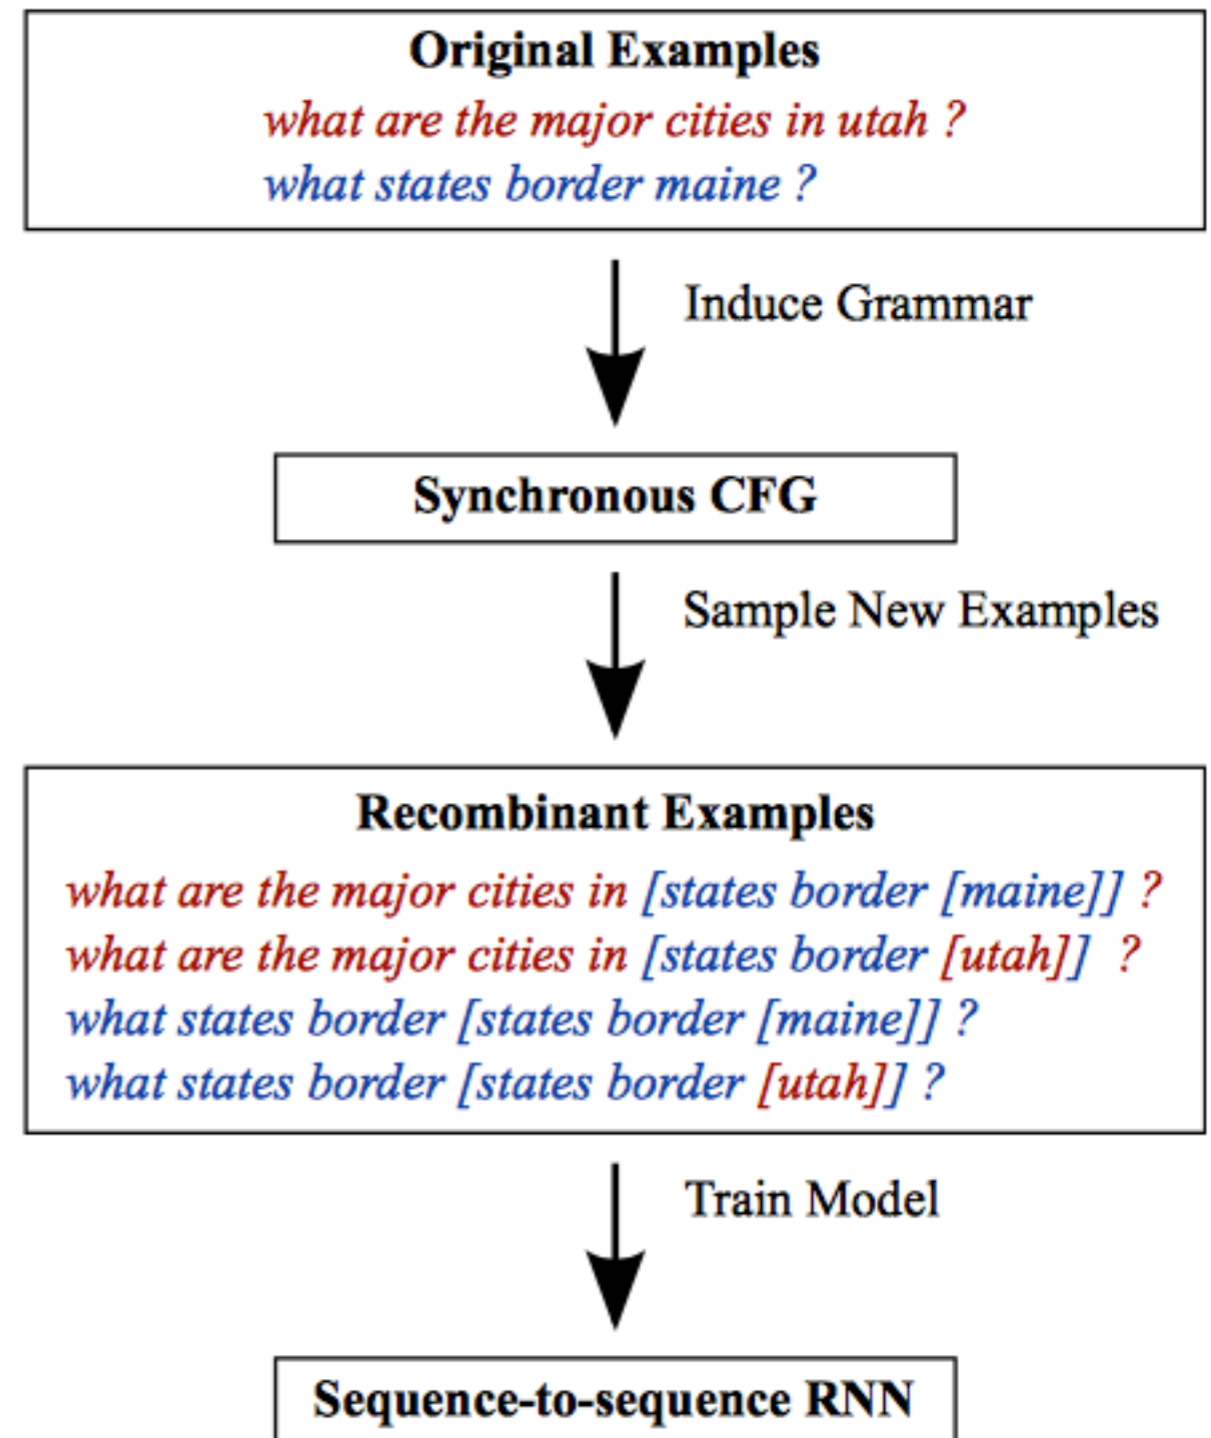 Original Examples
what are the major cities in utah ?
what states border maine ?
Induce Grammar
Synchronous CFG
Sample New Examples
Recombinant Examples
what are the major cities in [states border [maine]] ?
what are the major cities in [states border [utah]] ?
what states border [states border [maine]] ?
what states border [states border [utah]] ?
Train Model
Sequence-to-sequence RNN